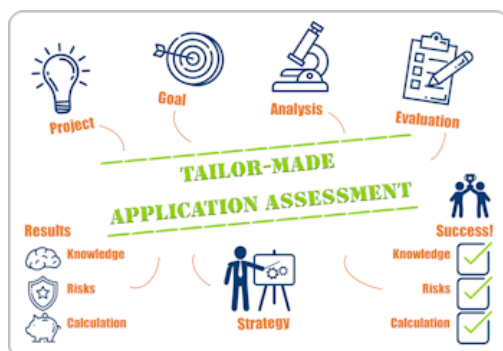 Project
Goal
Analysis
Evaluation
TAILOR-MADE
APPLICATION ASSESSMENT
Results
Knowledge
Risks
Calculation
Strategy
Success!
Knowledge
Risks
Calculation